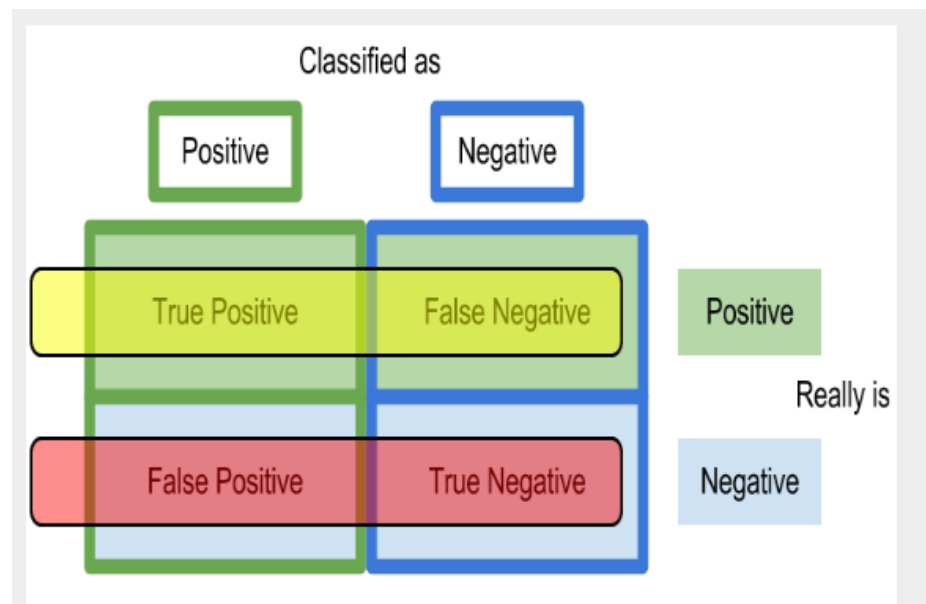 Classified as
Positive Negative
True Positive False Negative Positive
Really is
False Positive True Negative Negative